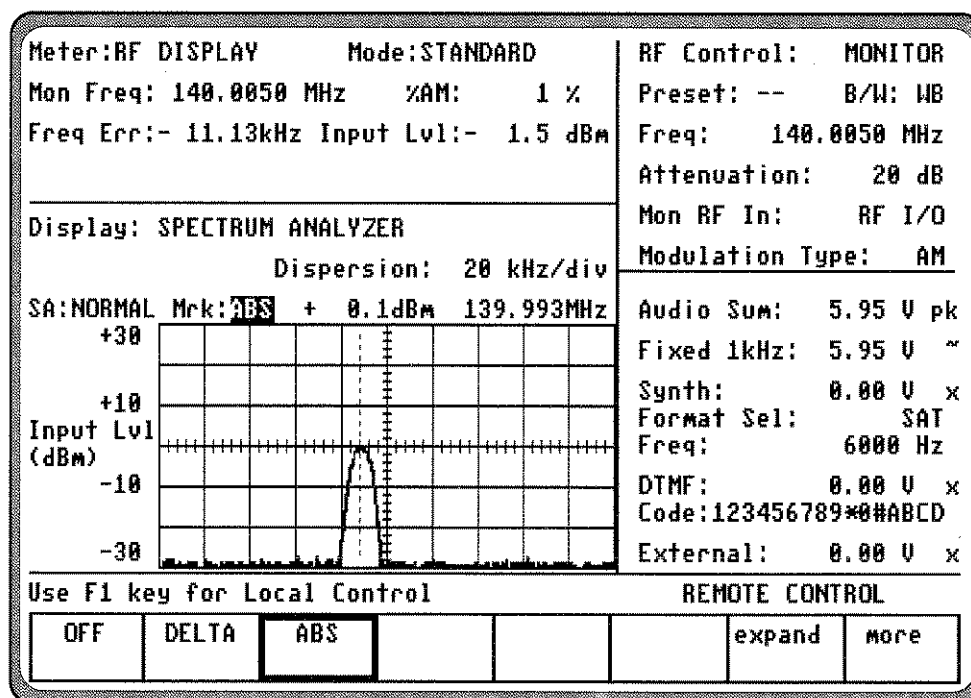 Meter:RF DISPLAY Mode:STANDARD
Mon Freq: 140.0050 MHz %AM: 1 %
Freq Err:- 11.13kHz Input Lvl:- 1.5 dBm
Display: SPECTRUM ANALYZER
Dispersion: 20 kHz/div
SA:NORMAL Mrk:ABS + 0.1dBm 139.993MHz
+30
+10
Input Lvl
(dBm)
-10
-30
RF Control: MONITOR
Preset: -- B/W: WB
Freq: 140.0050 MHz
Attenuation: 20 dB
Mon RF In: RF I/O
Modulation Type: AM
Audio Sum: 5.95 V pk
Fixed 1kHz: 5.95 V ~
Synth: 0.00 V x
Format Sel: SAT
Freq: 6000 Hz
DTMF: 0.00 V x
Code:123456789*0#ABCD
External: 0.00 V x
Use F1 key for Local Control REMOTE CONTROL
OFF DELTA ABS expand more